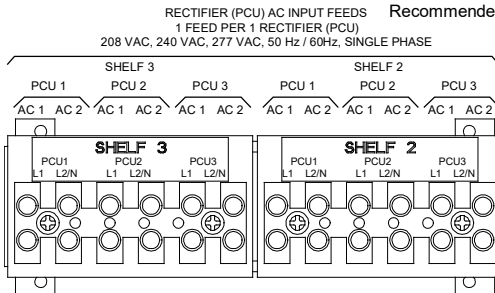 RECTIFIER (PCU) AC INPUT FEEDS Recommende
1 FEED PER 1 RECTIFIER (PCU)
208 VAC, 240 VAC, 277 VAC, 50 Hz / 60Hz, SINGLE PHASE
SHELF 3 SHELF 2
PCU 1 PCU 2 PCU 3 PCU 1 PCU 2 PCU 3
AC 1 AC 2 AC 1 AC 2 AC 1 AC 2 AC 1 AC 2 AC 1 AC 2 AC 1 AC 2
SHELF 3 SHELF 2
PCU1 PCU2 PCU3 PCU1 PCU2 PCU3
L1 L2/N L1 L2/N L1 L2/N L1 L2/N L1 L2/N L1 L2/N